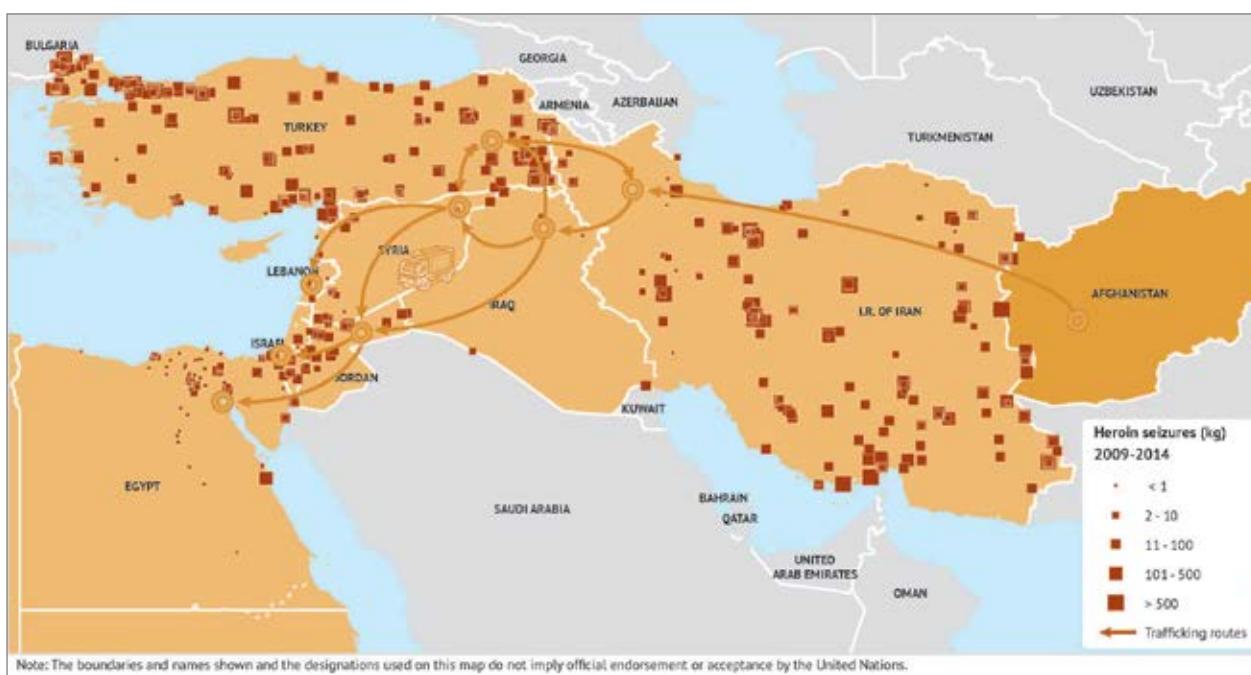 BULGARIA
GEORGIA
UZBEKISTAN
ARMENIA
AZERBAIJAN
TURKEY
TURKMENISTAN
SYRIA
LEBANON
AFGHANISTAN
IRAQ
I.R. OF IRAN
ISRAEL
JORDAN
KUWAIT
EGYPT
SAUDI ARABIA
BAHRAIN
QATAR
UNITED
ARAB EMIRATES
OMAN
Heroin seizures (kg)
2009-2014
< 1
2 - 10
11 - 100
101 - 500
> 500
Trafficking routes
Note: The boundaries and names shown and the designations used on this map do not imply official endorsement or acceptance by the United Nations.